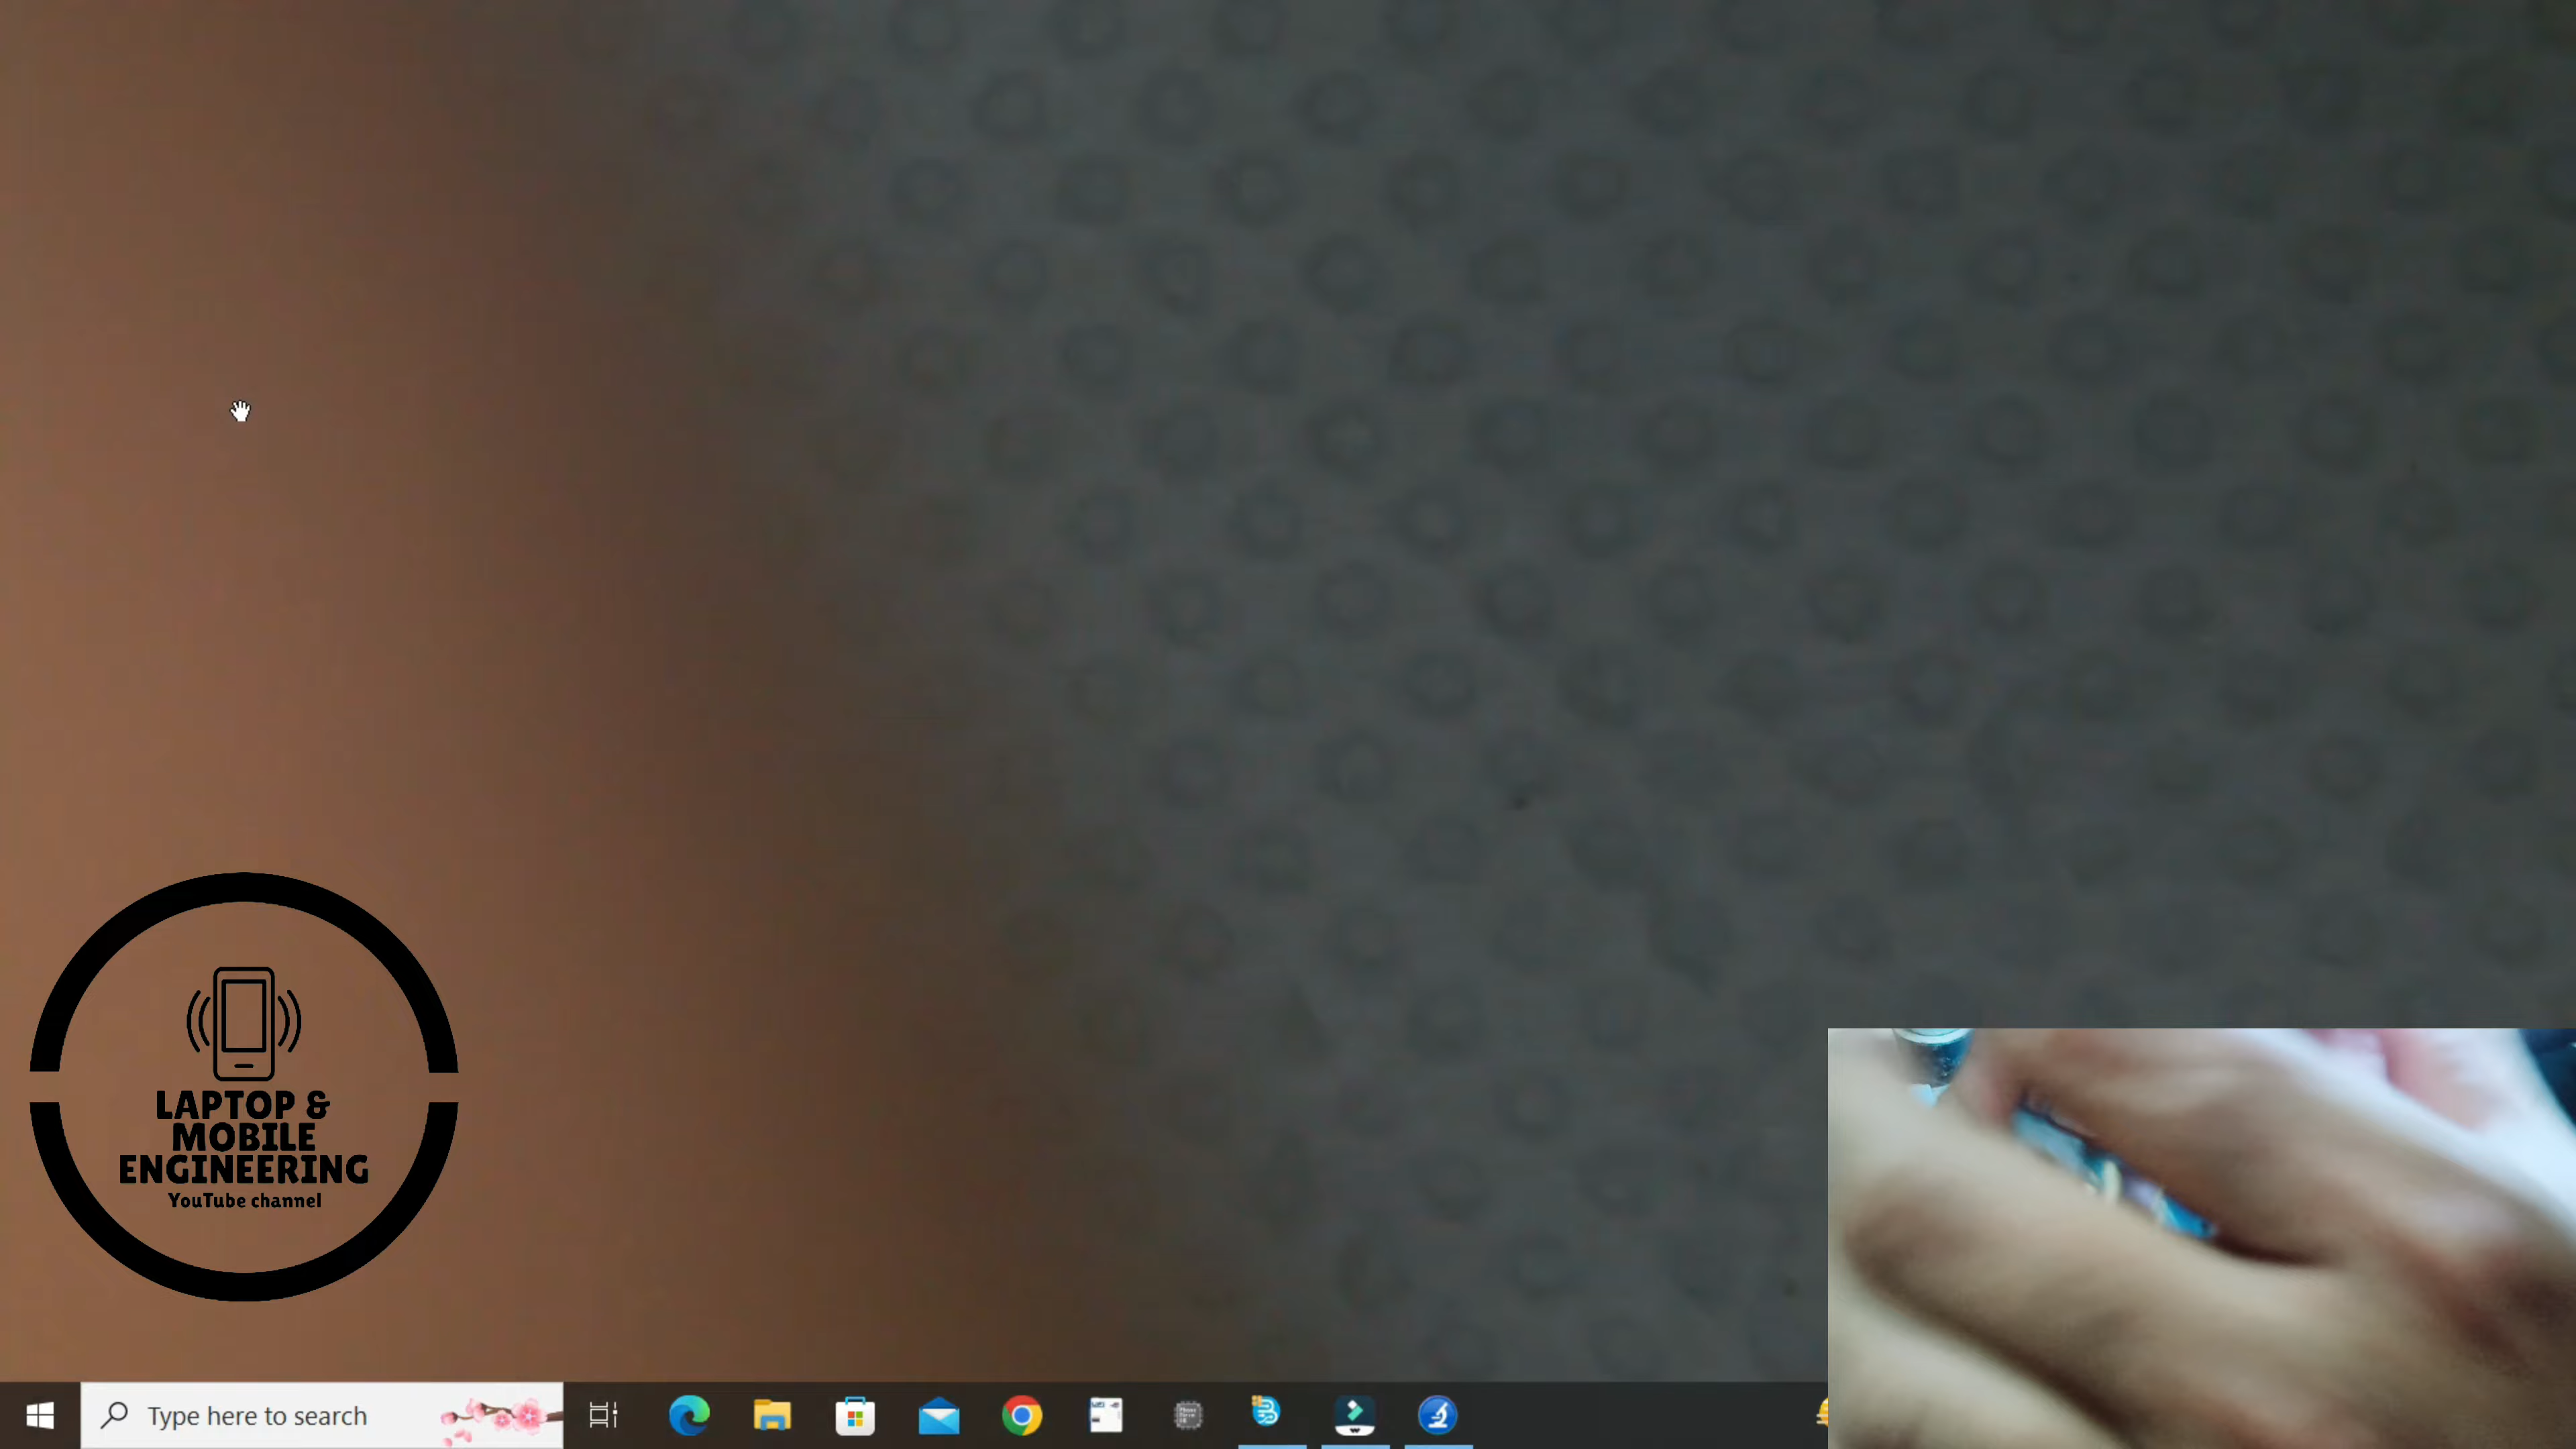 LAPTOP &
MOBILE
ENGINEERING
YouTube channel
Type here to search